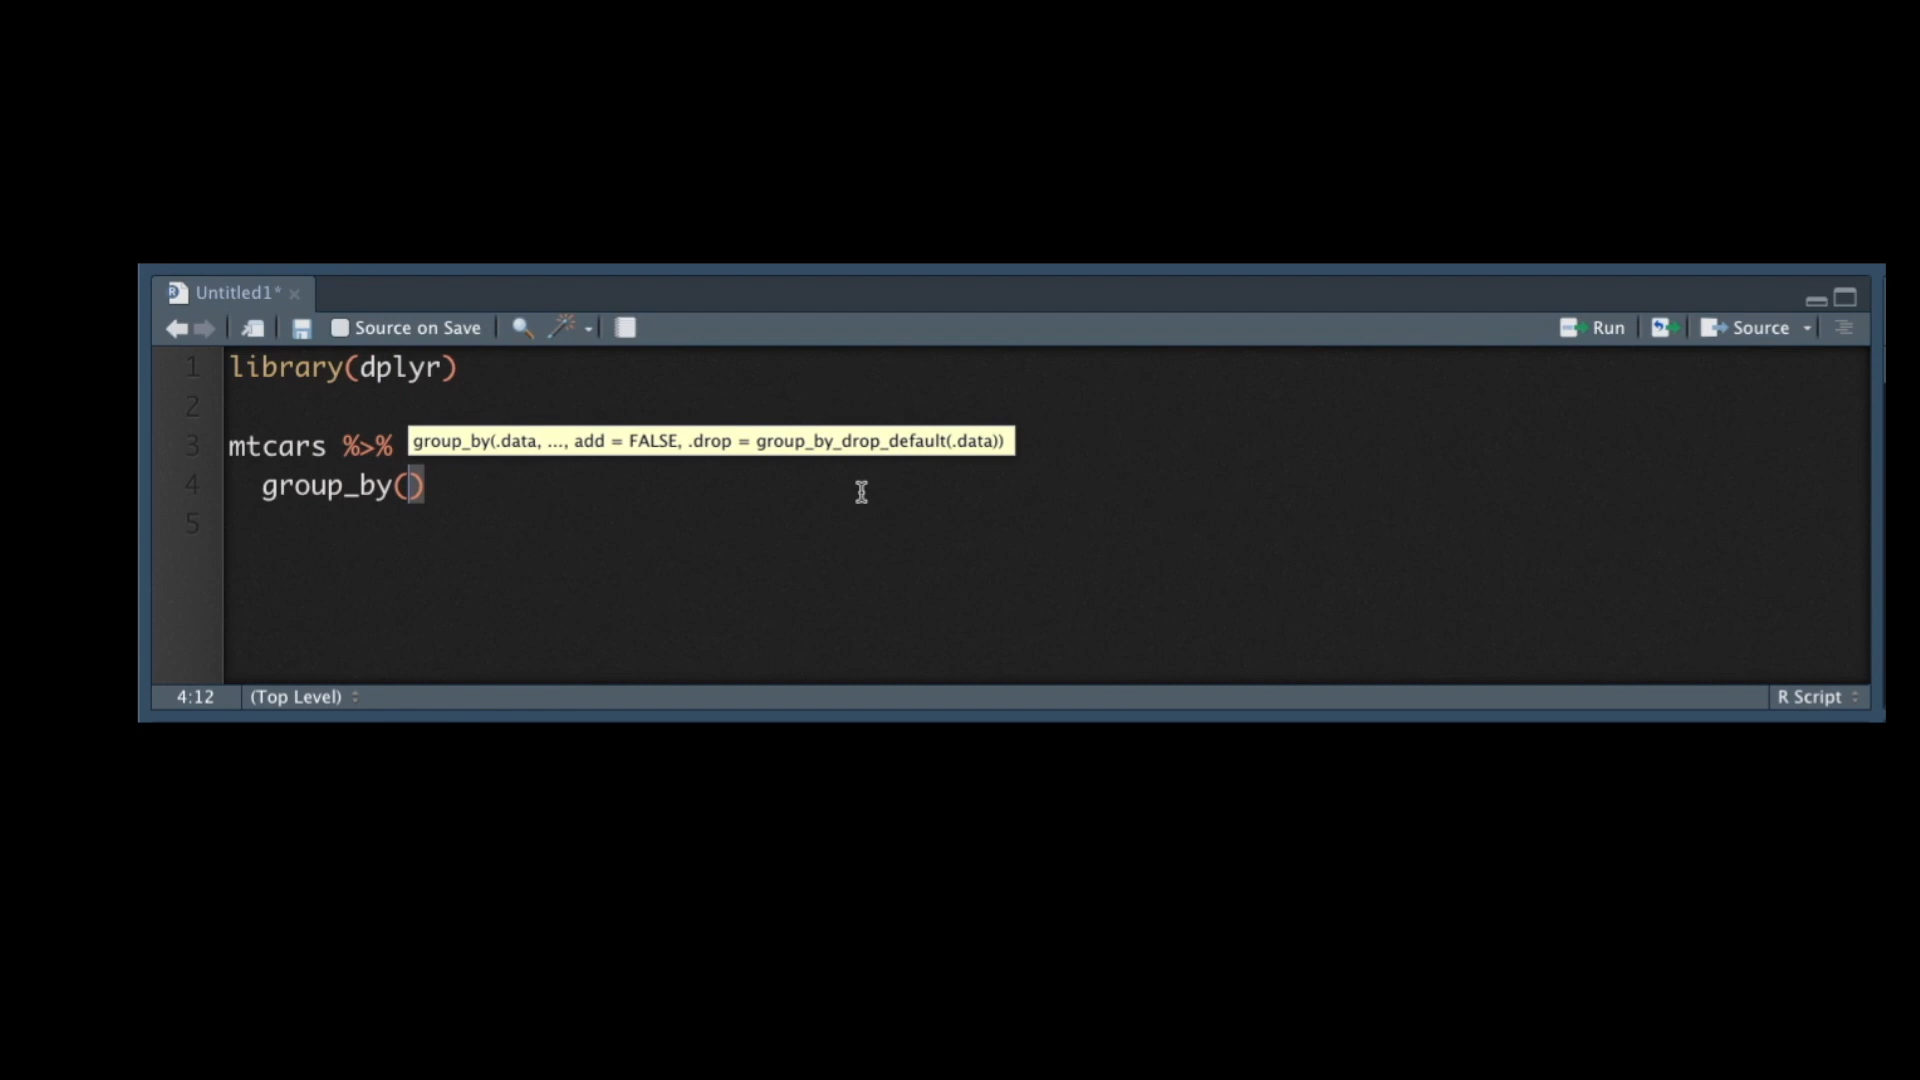 Untitled1*
Source on Save
Run
Source
1 library(dplyr)
2
3 mtcars %>%
group_by(.data, ..., add = FALSE, .drop = group_by_drop_default(.data))
4 group_by()
5
4:12 (Top Level) R Script